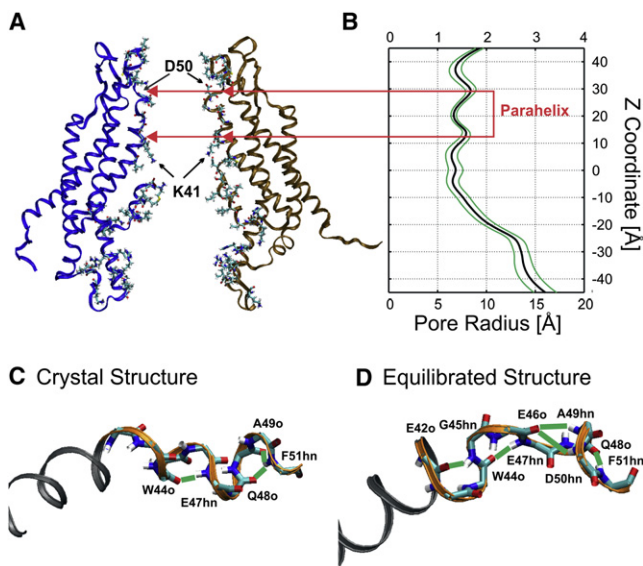 A
D50
K41
B
0 1 2 3 4
Parahelix
40
30
20
10
0
-10
-20
-30
-40
Z Coordinate [Å]
0 5 10 15 20
Pore Radius [Å]
C Crystal Structure
A49o
F51hn
W44o
E47hn
Q48o
D Equilibrated Structure
E46o
A49hn
G45hn
E42o
Q48o
E47hn
W44o
D50hn
F51hn